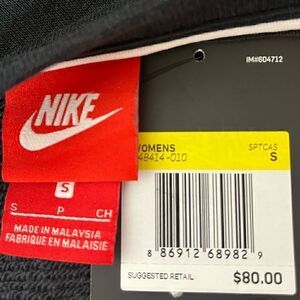 IM#604712
NIKE
S
S P CH
MADE IN MALAYSIA
FABRIQUE EN MALAISIE
WOMENS SPTCAS
48414-010 S
8 86912 68982 9
SUGGESTED RETAIL $80.00